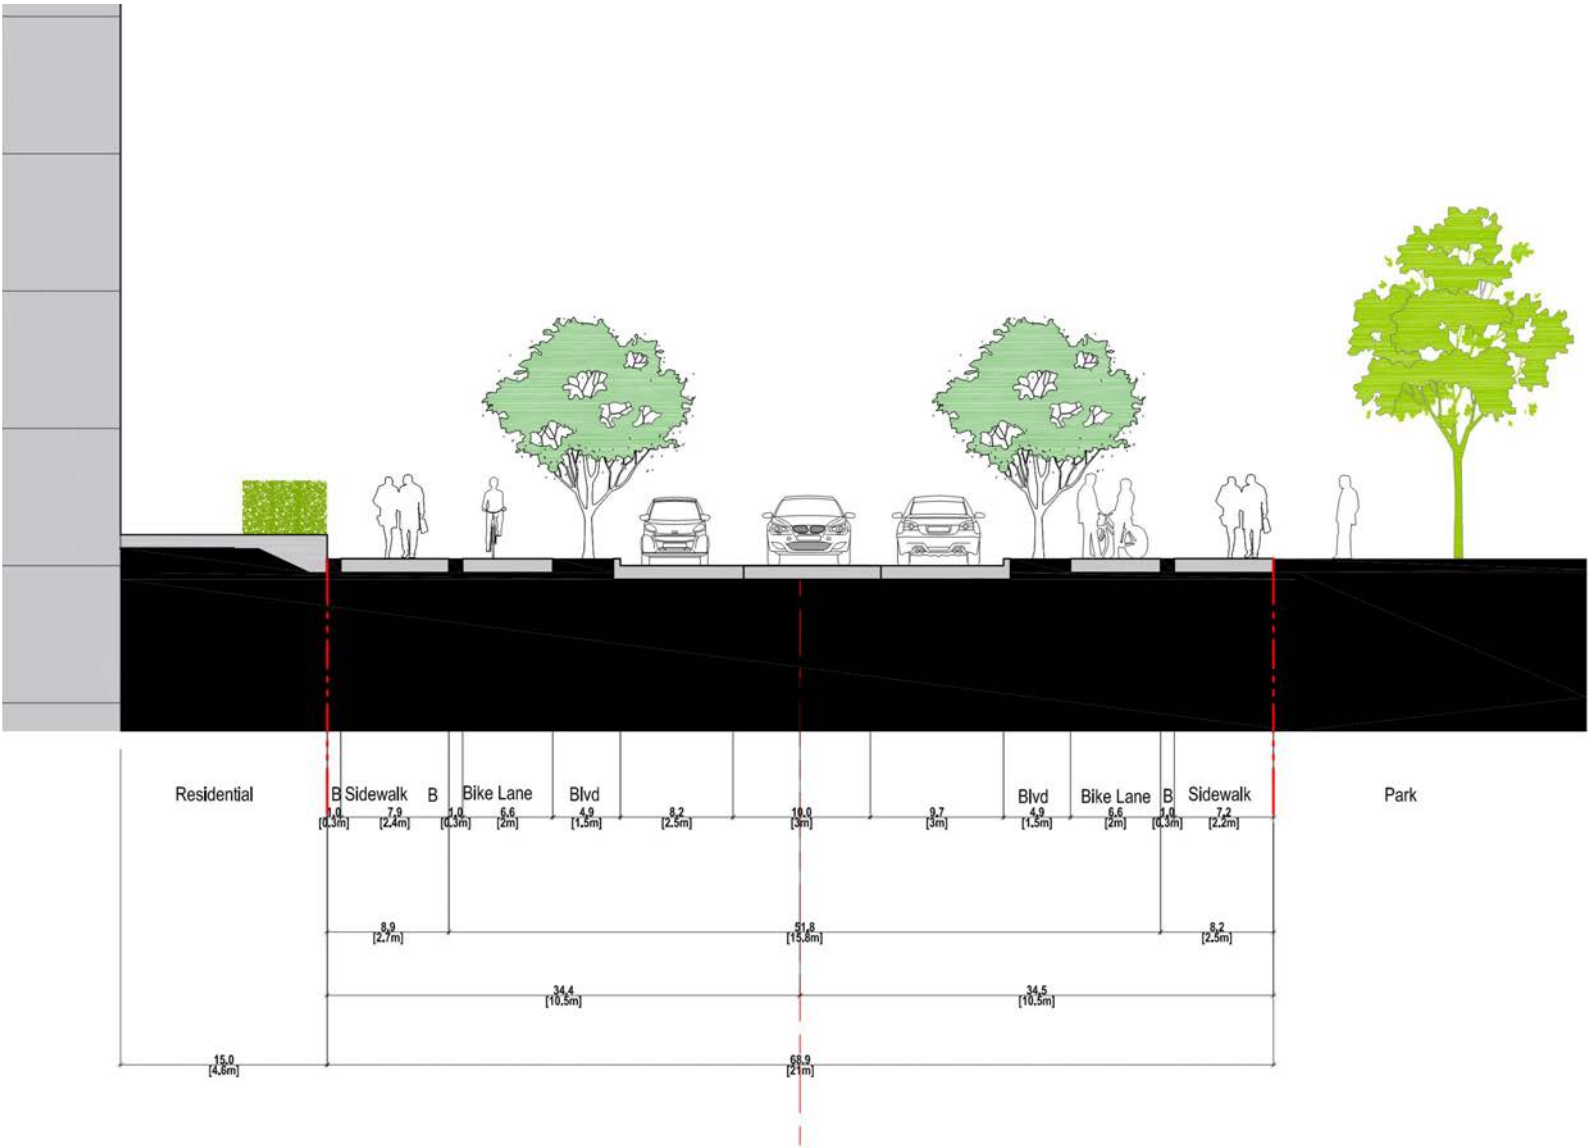 Residential
B Sidewalk B Bike Lane Blvd Blvd Bike Lane B Sidewalk
Park
1.0 7.9 1.0 6.6 4.9 8.2 10.0 9.7 4.9 6.6 1.0 7.2
[0.3m] [2.4m] [0.3m] [2m] [1.5m] [2.5m] [3m] [3m] [1.5m] [2m] [0.3m] [2.2m]
8.9 51.8 8.2
[2.7m] [15.8m] [2.5m]
34.4 34.5
[10.5m] [10.5m]
15.0 68.9
[4.6m] [21m]